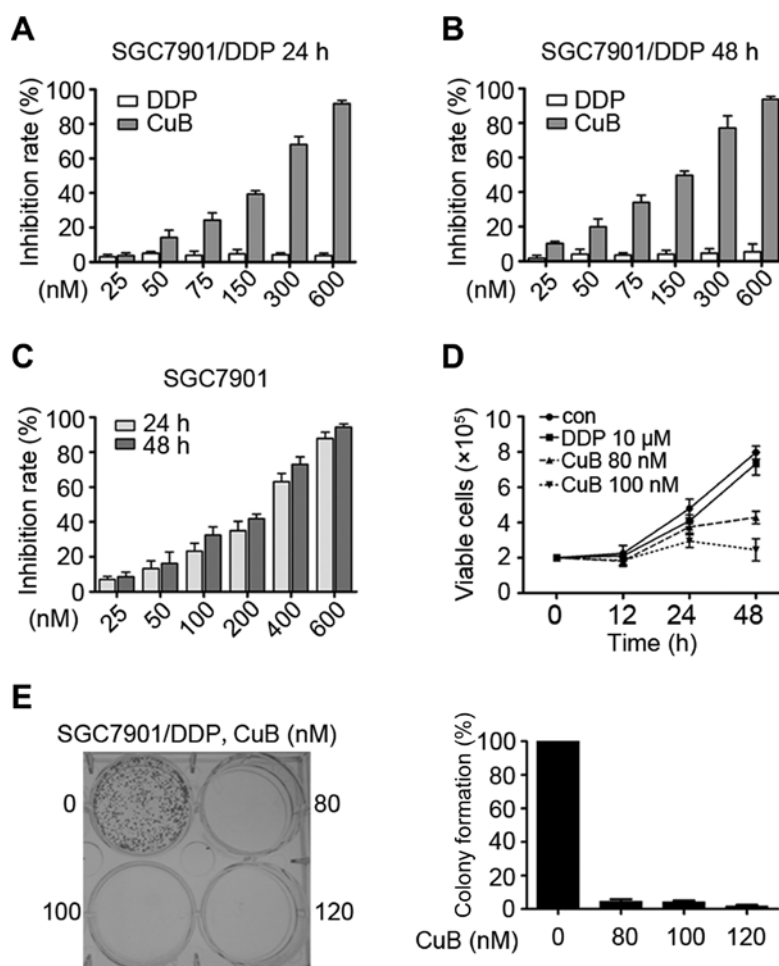 A
SGC7901/DDP 24 h
Inhibition rate (%)
100
80
60
40
20
0
DDP
CuB
(nM)
25
50
75
150
300
600
B
SGC7901/DDP 48 h
Inhibition rate (%)
100
80
60
40
20
0
DDP
CuB
(nM)
25
50
75
150
300
600
C
SGC7901
Inhibition rate (%)
100
80
60
40
20
0
24 h
48 h
(nM)
25
50
100
200
400
600
D
Viable cells (×10⁵)
10
8
6
4
2
0
con
DDP 10 µM
CuB 80 nM
CuB 100 nM
0
12
24
48
Time (h)
E
SGC7901/DDP, CuB (nM)
0
80
100
120
Colony formation (%)
100
80
60
40
20
0
CuB (nM)
0
80
100
120